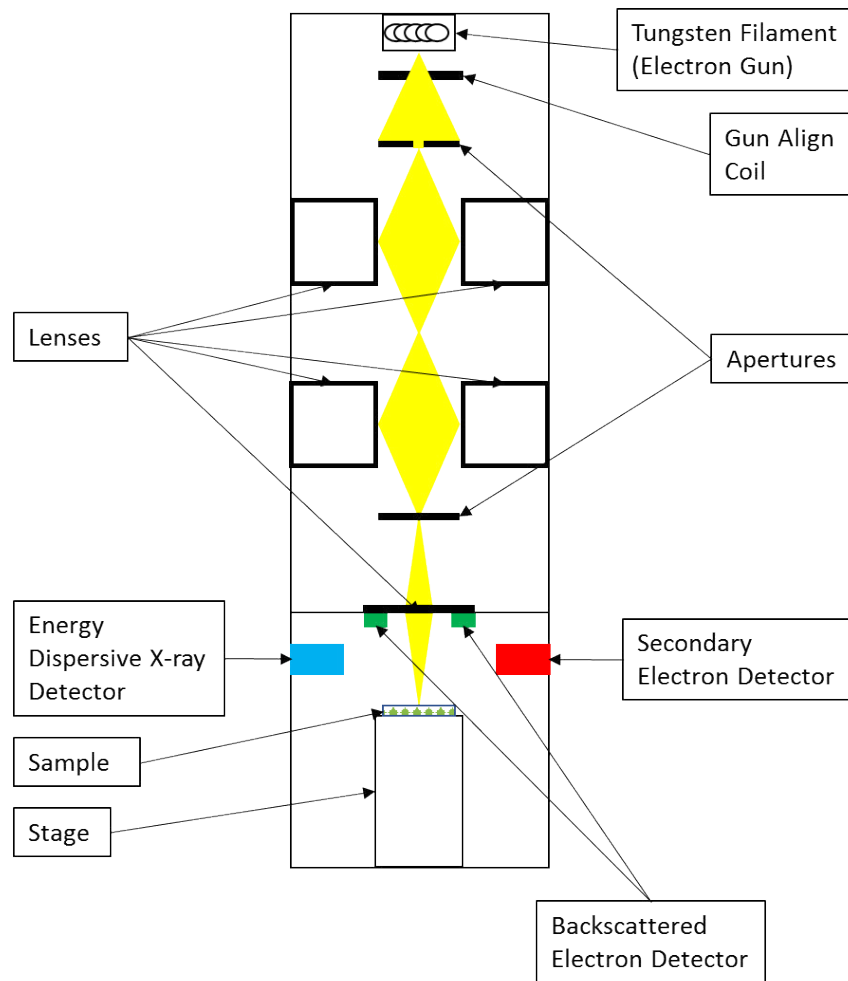 Tungsten Filament
(Electron Gun)
Gun Align
Coil
Lenses
Apertures
Energy
Dispersive X-ray
Detector
Secondary
Electron Detector
Sample
Stage
Backscattered
Electron Detector